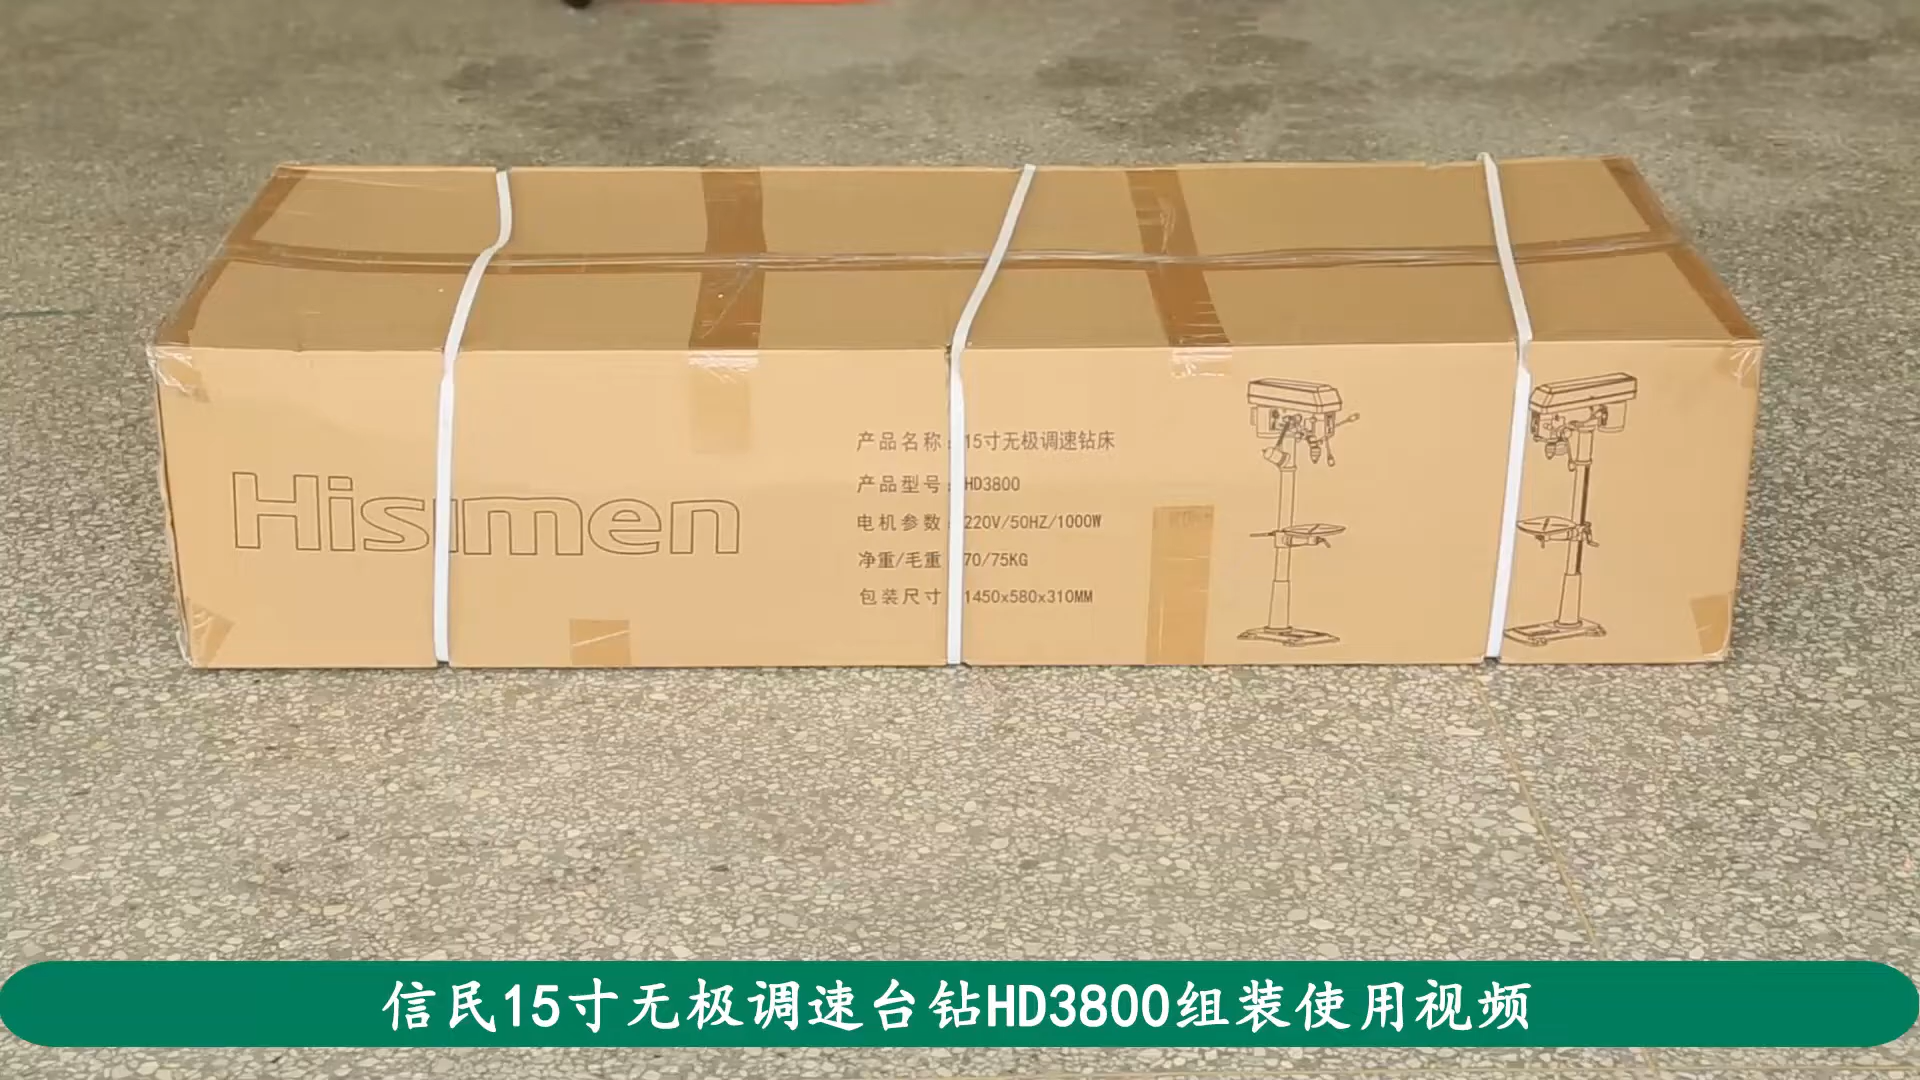 Hisimen
产品名称：15寸无极调速钻床
产品型号：HD3800
电机参数：220V/50HZ/1000W
净重/毛重 70/75KG
包装尺寸 1450x580x310MM
信民15寸无极调速台钻HD3800组装使用视频